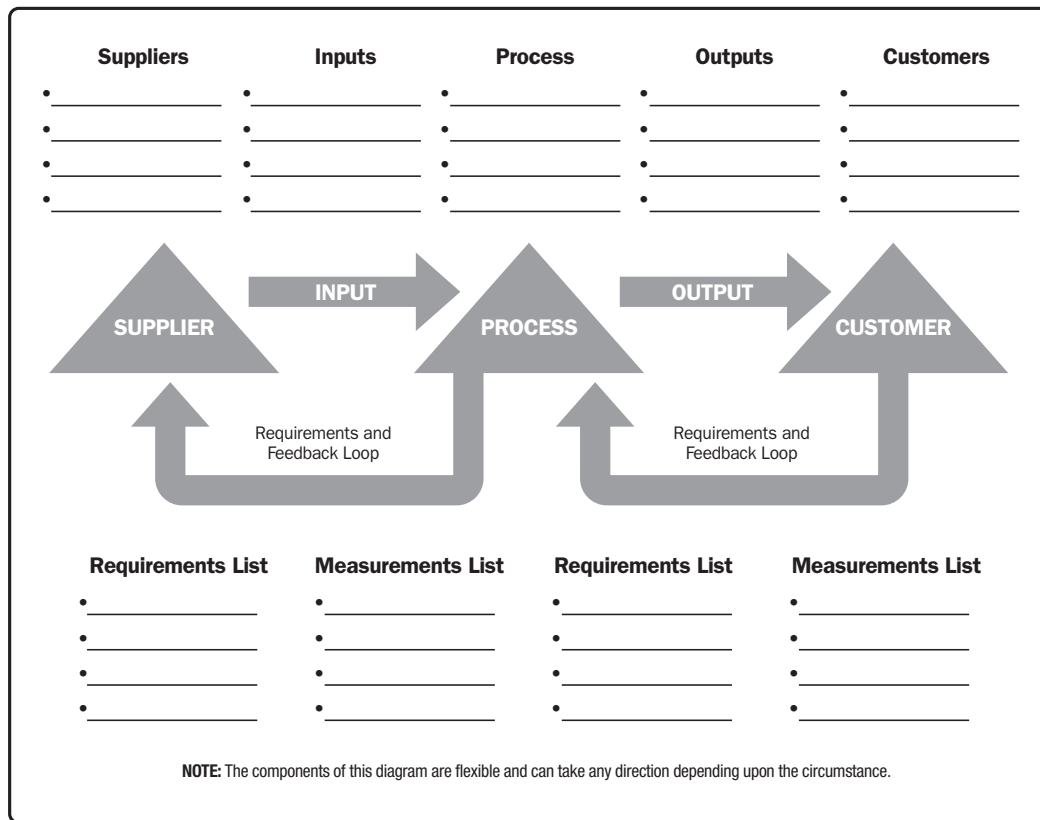 Suppliers
Inputs
Process
Outputs
Customers
INPUT
OUTPUT
SUPPLIER
PROCESS
CUSTOMER
Requirements and
Feedback Loop
Requirements and
Feedback Loop
Requirements List
Measurements List
Requirements List
Measurements List
NOTE: The components of this diagram are flexible and can take any direction depending upon the circumstance.